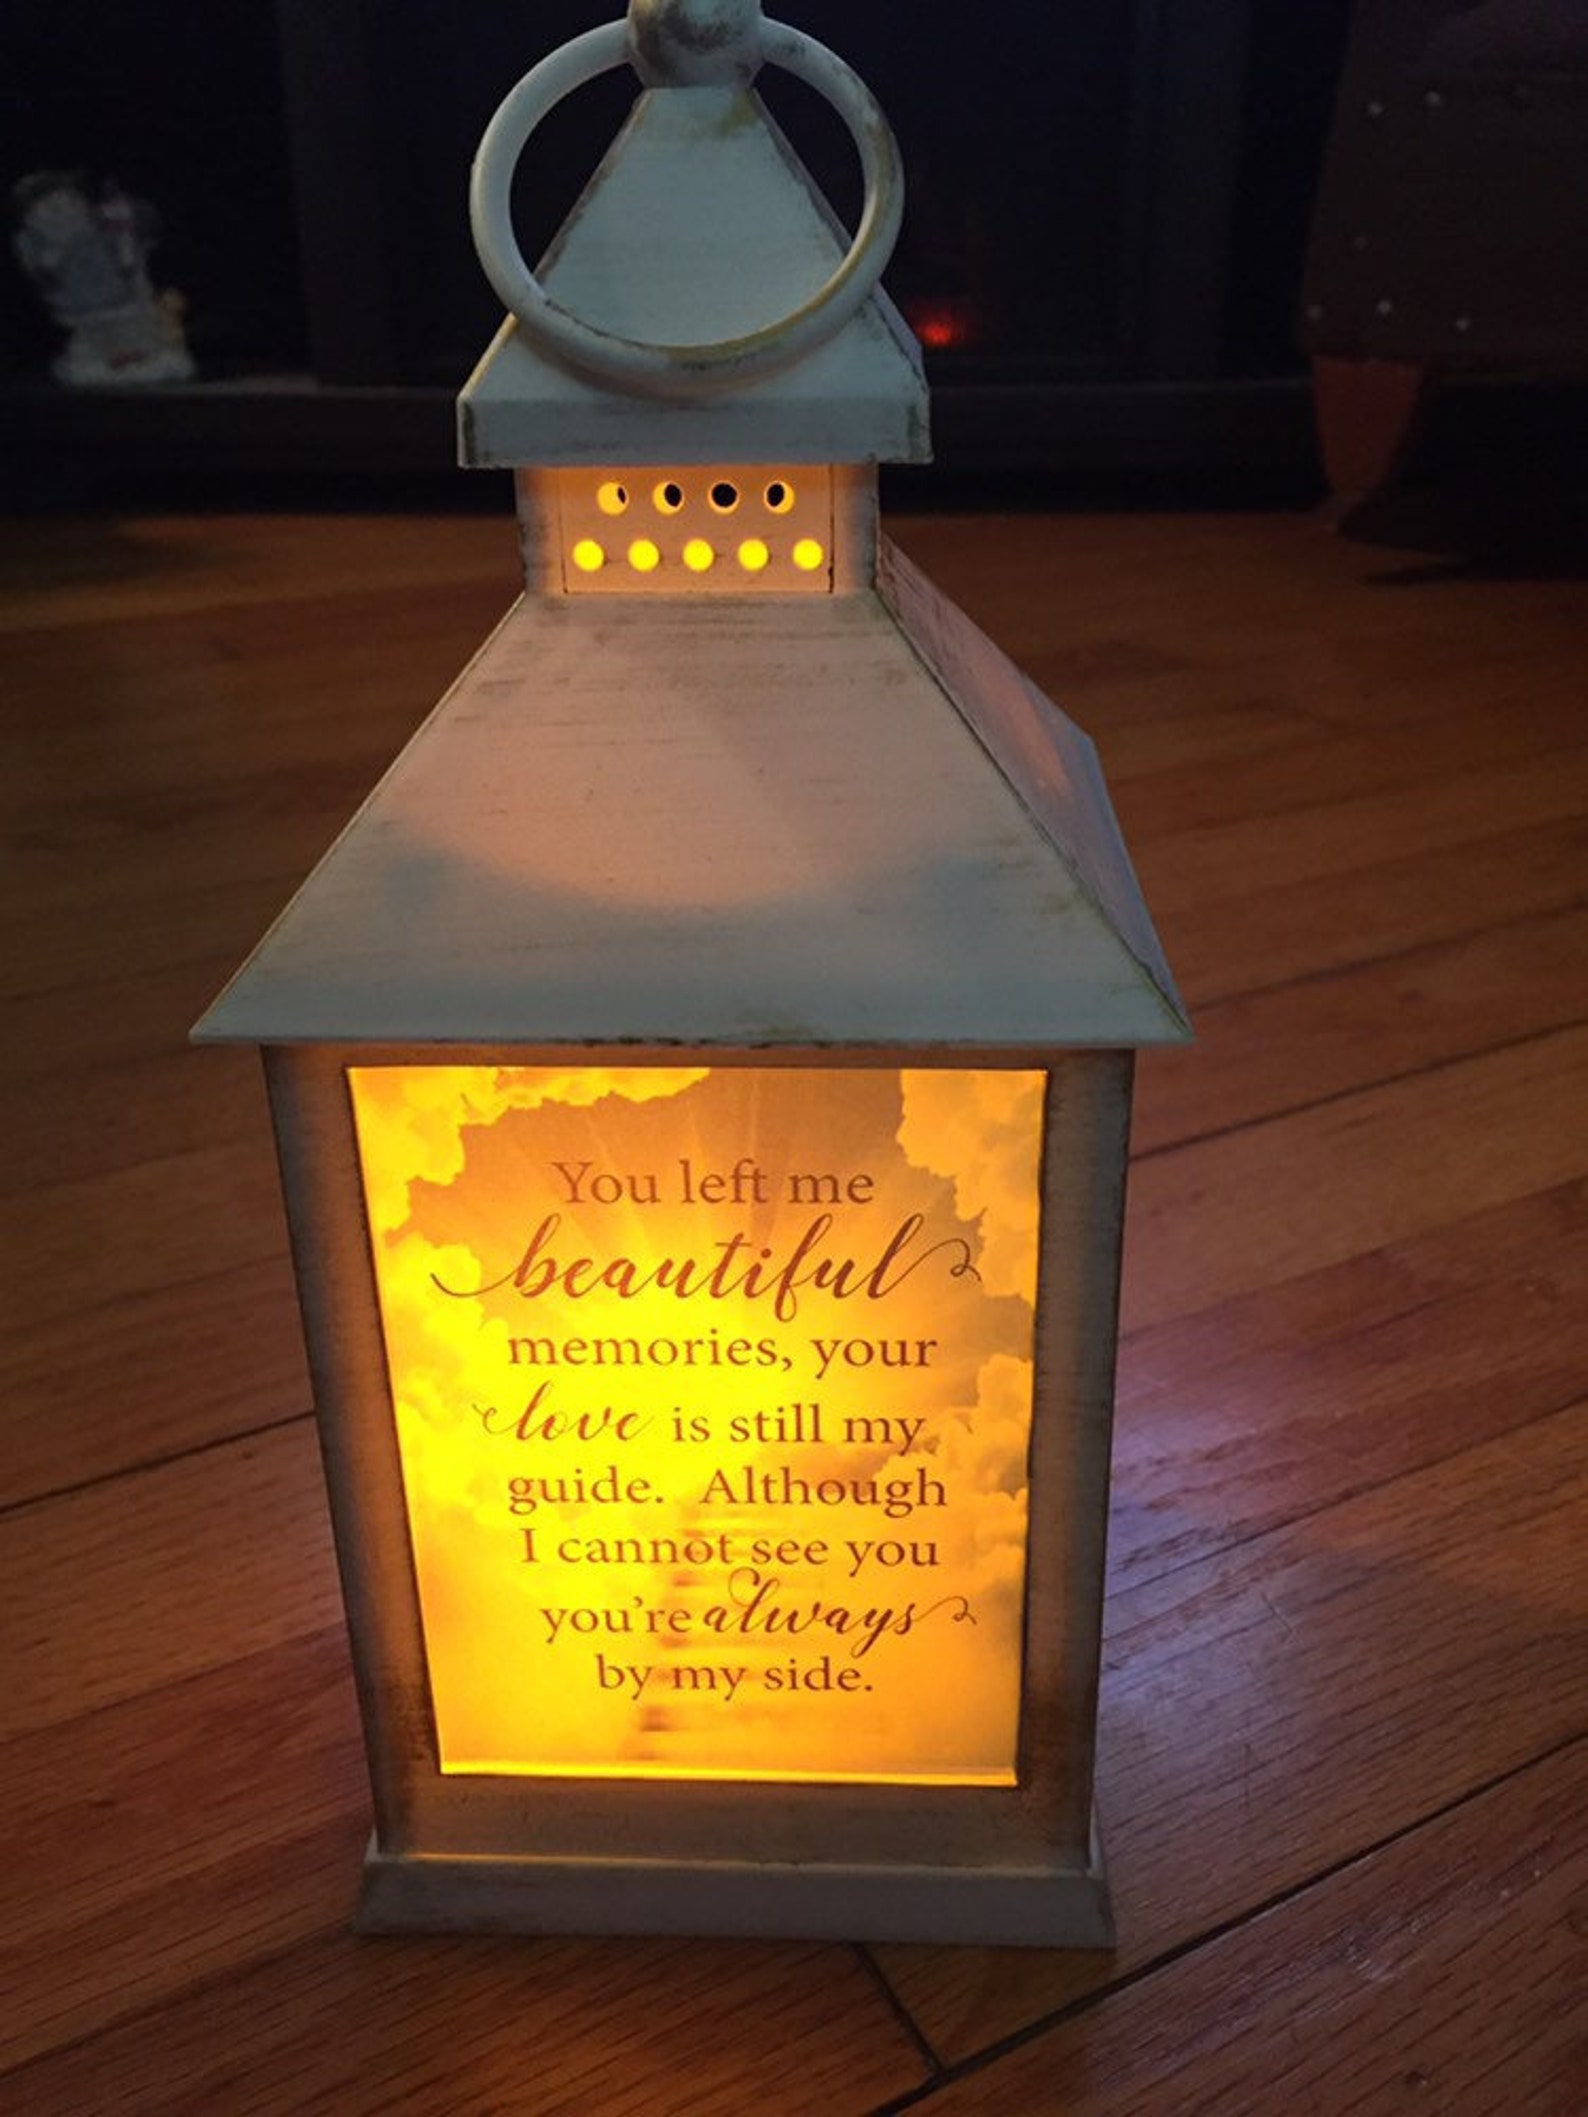 You left me
beautiful
memories, your
love is still my
guide. Although
I cannot see you
you're always
by my side.